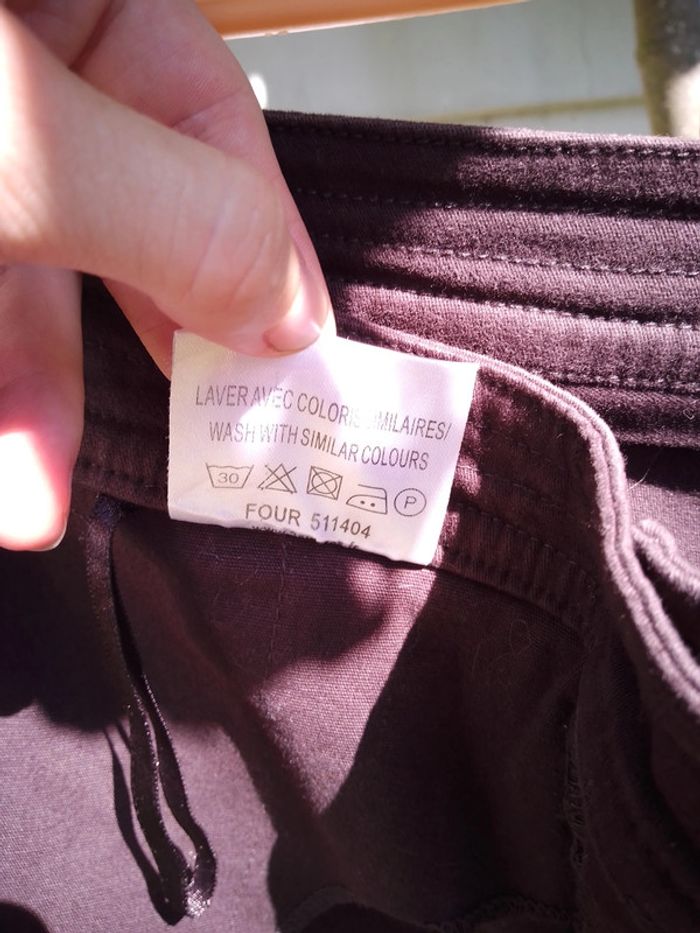 LAVER AVEC COLORIS SIMILAIRES/
WASH WITH SIMILAR COLOURS
30 P
FOUR 511404